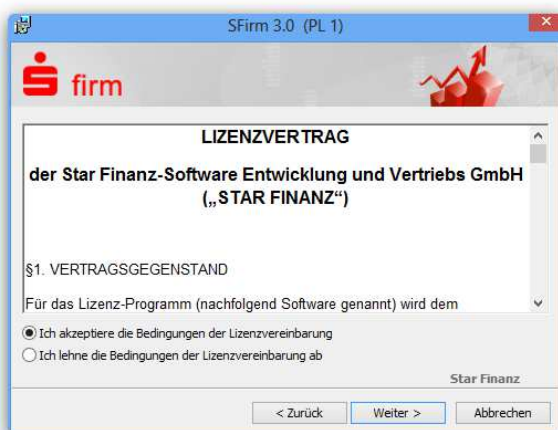 SFirm 3.0 (PL 1)
firm
LIZENZVERTRAG
der Star Finanz-Software Entwicklung und Vertriebs GmbH
(„STAR FINANZ”)
§1. VERTRAGSGEGENSTAND
Für das Lizenz-Programm (nachfolgend Software genannt) wird dem
Ich akzeptiere die Bedingungen der Lizenzvereinbarung
Ich lehne die Bedingungen der Lizenzvereinbarung ab
Star Finanz
< Zurück
Weiter >
Abbrechen